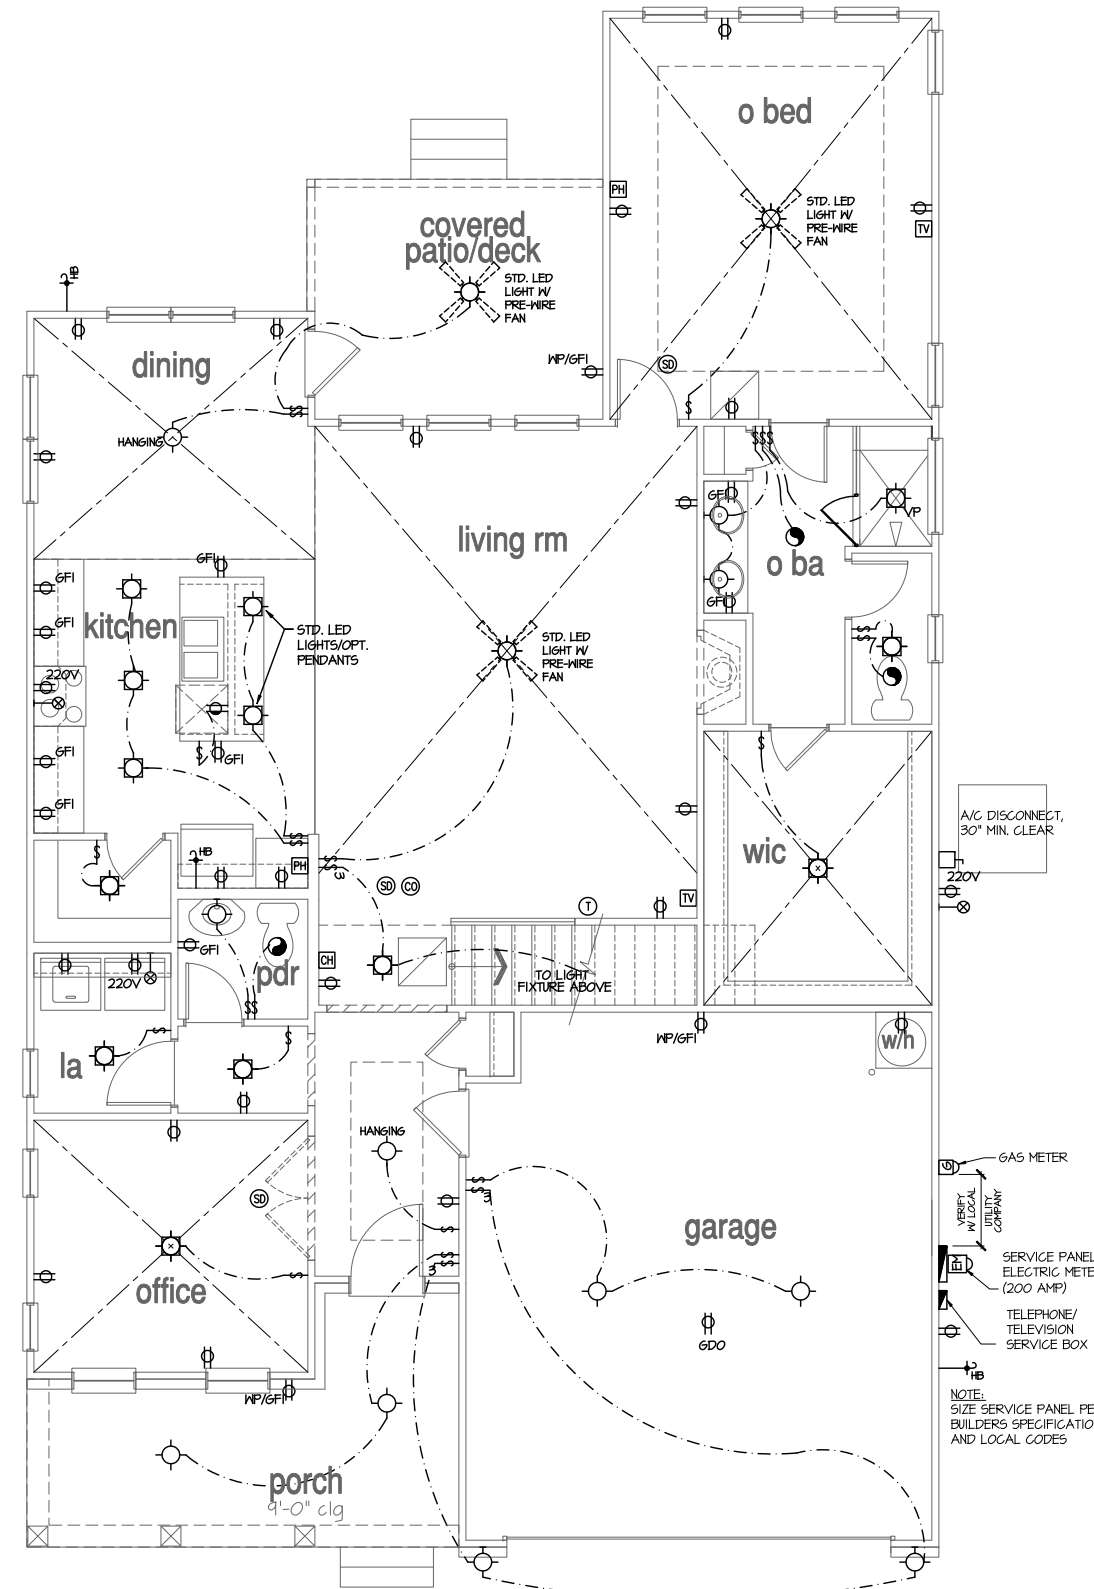 o bed
PH
STD. LED
LIGHT W/
PRE-WIRE
FAN
TV
covered
patio/deck
STD. LED
LIGHT W/
PRE-WIRE
FAN
HB
dining
WP/GFI
SD
$$
$
HANGING
$$$
GFI
VP
living rm
o ba
GFI
GFI
GFI
kitchen
GFI
STD. LED
LIGHTS/OPT.
PENDANTS
STD. LED
LIGHT W/
PRE-WIRE
FAN
$$
220V
$
GFI
$
GFI
GFI
A/C DISCONNECT,
30" MIN. CLEAR
$$
$
HB
PH
$$
3
wic
220V
SD
CO
TV
T
GFI
CH
pdr
220V
TO LIGHT
FIXTURE ABOVE
$$
WP/GFI
w/h
$
$
la
HANGING
GAS METER
G
SD
$$
3
VERIFY
W/ LOCAL
UTILITY
COMPANY
garage
$
$$
3
EM
SERVICE PANEL
ELECTRIC METE
(200 AMP)
$
office
TELEPHONE/
TELEVISION
SERVICE BOX
GDO
HB
WP/GFI
NOTE:
SIZE SERVICE PANEL PE
BUILDERS SPECIFICATIO
AND LOCAL CODES
porch
9'-0" clg